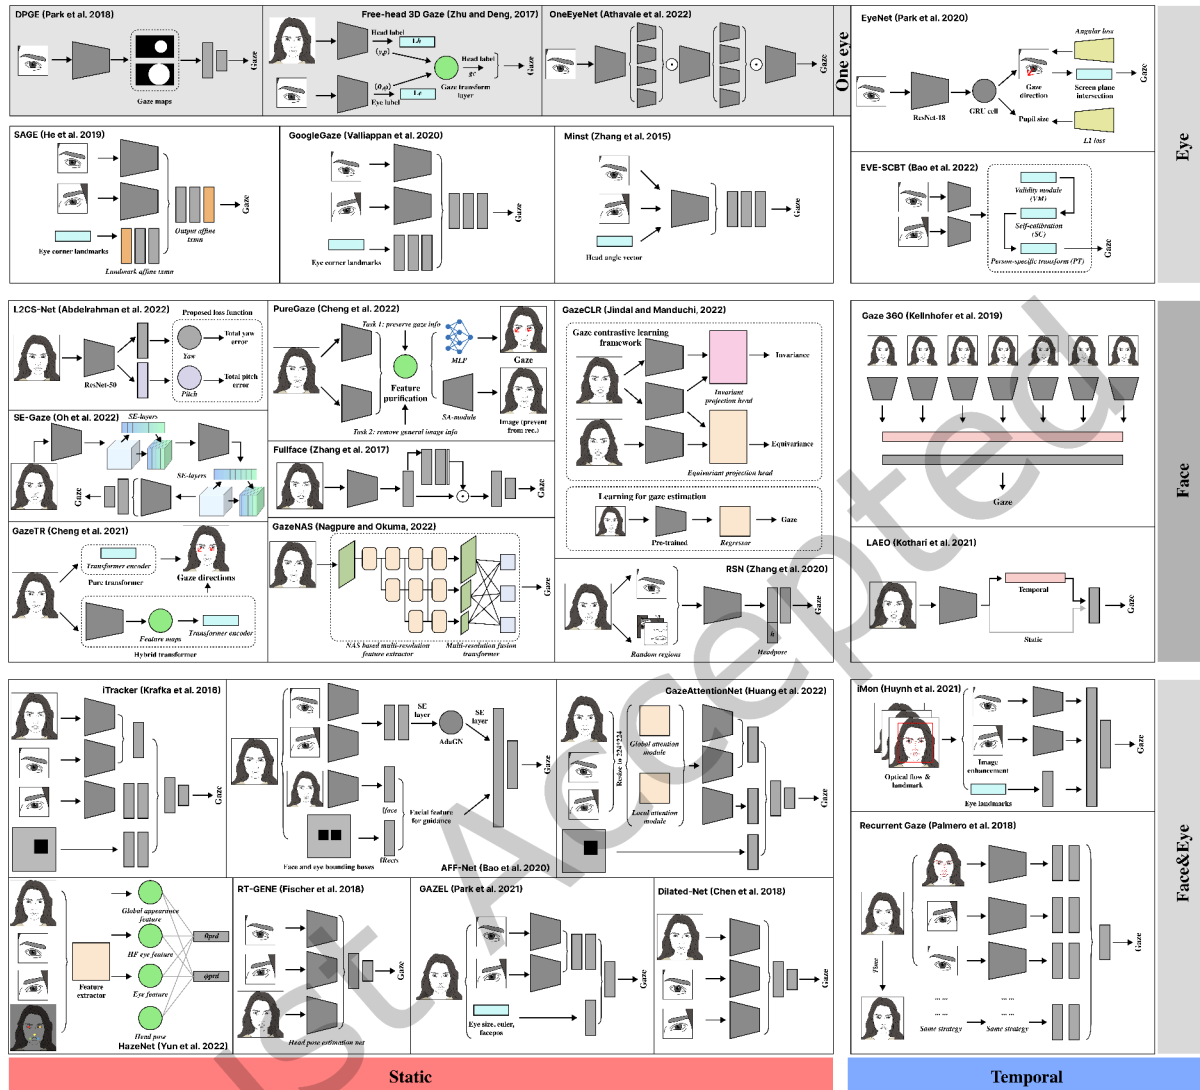 DPGE (Park et al. 2018)
Gaze maps
Gaze
Free-head 3D Gaze (Zhu and Deng, 2017)
Head label
Lh
(γ,p)
Head label
gc
(θ,φ)
Gaze transform
layer
Eye label
Le
Gaze
OneEyeNet (Athavale et al. 2022)
Gaze
One eye
EyeNet (Park et al. 2020)
Angular loss
Gaze
ResNet-18
GRU cell
Gaze
direction
Screen plane
intersection
Pupil size
L1 loss
Eye
SAGE (He et al. 2019)
Gaze
Output affine
txmn
Eye corner landmarks
Landmark affine txmn
GoogleGaze (Valliappan et al. 2020)
Gaze
Eye corner landmarks
Minst (Zhang et al. 2015)
Gaze
Head angle vector
EVE-SCBT (Bao et al. 2022)
Validity module
(VM)
Self-calibration
(SC)
Gaze
Person-specific transform (PT)
L2CS-Net (Abdelrahman et al. 2022)
Proposed loss function
Total yaw
error
Yaw
ResNet-50
Total pitch
error
Pitch
PureGaze (Cheng et al. 2022)
Task 1: preserve gaze info
MLP
Gaze
Feature
purification
SA-module
Image (prevent
from rec.)
Task 2: remove general image info
GazeCLR (Jindal and Manduchi, 2022)
Gaze contrastive learning
framework
Invariance
Invariant
projection head
Equivariance
Equivariant projection head
Learning for gaze estimation
Gaze
Pre-trained
Regressor
Gaze 360 (Kellnhofer et al. 2019)
Gaze
Face
SE-Gaze (Oh et al. 2022)
SE-layers
SE-layers
Gaze
Fullface (Zhang et al. 2017)
Gaze
GazeTR (Cheng et al. 2021)
Transformer encoder
Pure transformer
Gaze directions
Feature maps
Transformer encoder
Hybrid transformer
GazeNAS (Nagpure and Okuma, 2022)
Gaze
NAS based multi-resolution
feature extractor
Multi-resolution fusion
transformer
RSN (Zhang et al. 2020)
Gaze
h
Random regions
Headpose
LAEO (Kothari et al. 2021)
Temporal
Gaze
Static
iTracker (Krafka et al. 2016)
Gaze
SE
layer
SE
layer
AdaGN
Gaze
fface
Facial feature
for guidance
fRects
Face and eye bounding boxes
AFF-Net (Bao et al. 2020)
GazeAttentionNet (Huang et al. 2022)
Resize to 224*224
Global attention
module
Local attention
module
Gaze
iMon (Huynh et al. 2021)
Image
enhancement
Optical flow &
landmark
Eye landmarks
Gaze
Face&Eye
Global appearance
feature
HF eye feature
Feature
extractor
Eye feature
θprd
φprd
Head pose
HazeNet (Yun et al. 2022)
RT-GENE (Fischer et al. 2018)
Gaze
Head pose estimation net
GAZEL (Park et al. 2021)
Gaze
Eye size, euler,
facepos
Dilated-Net (Chen et al. 2018)
Gaze
Recurrent Gaze (Palmero et al. 2018)
Time
Gaze
... ...
... ...
Same strategy
Same strategy
Static
Temporal
ust Accepted